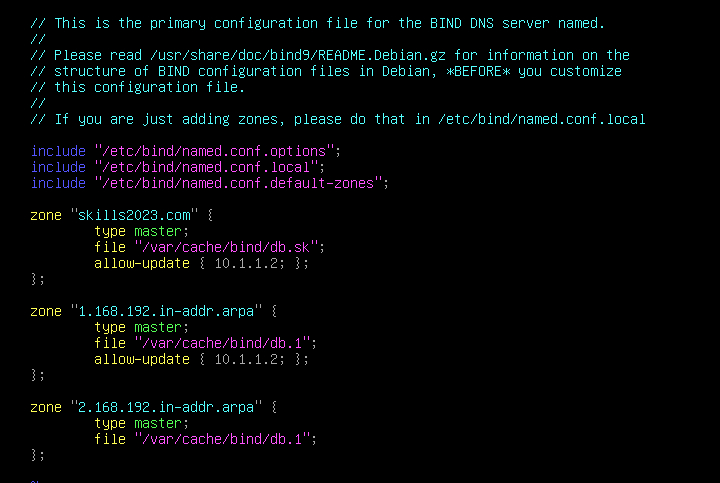 // This is the primary configuration file for the BIND DNS server named.
//
// Please read /usr/share/doc/bind9/README.Debian.gz for information on the
// structure of BIND configuration files in Debian, *BEFORE* you customize
// this configuration file.
//
// If you are just adding zones, please do that in /etc/bind/named.conf.local
include "/etc/bind/named.conf.options";
include "/etc/bind/named.conf.local";
include "/etc/bind/named.conf.default-zones";
zone "skills2023.com" {
type master;
file "/var/cache/bind/db.sk";
allow-update { 10.1.1.2; };
};
zone "1.168.192.in-addr.arpa" {
type master;
file "/var/cache/bind/db.1";
allow-update { 10.1.1.2; };
};
zone "2.168.192.in-addr.arpa" {
type master;
file "/var/cache/bind/db.1";
};